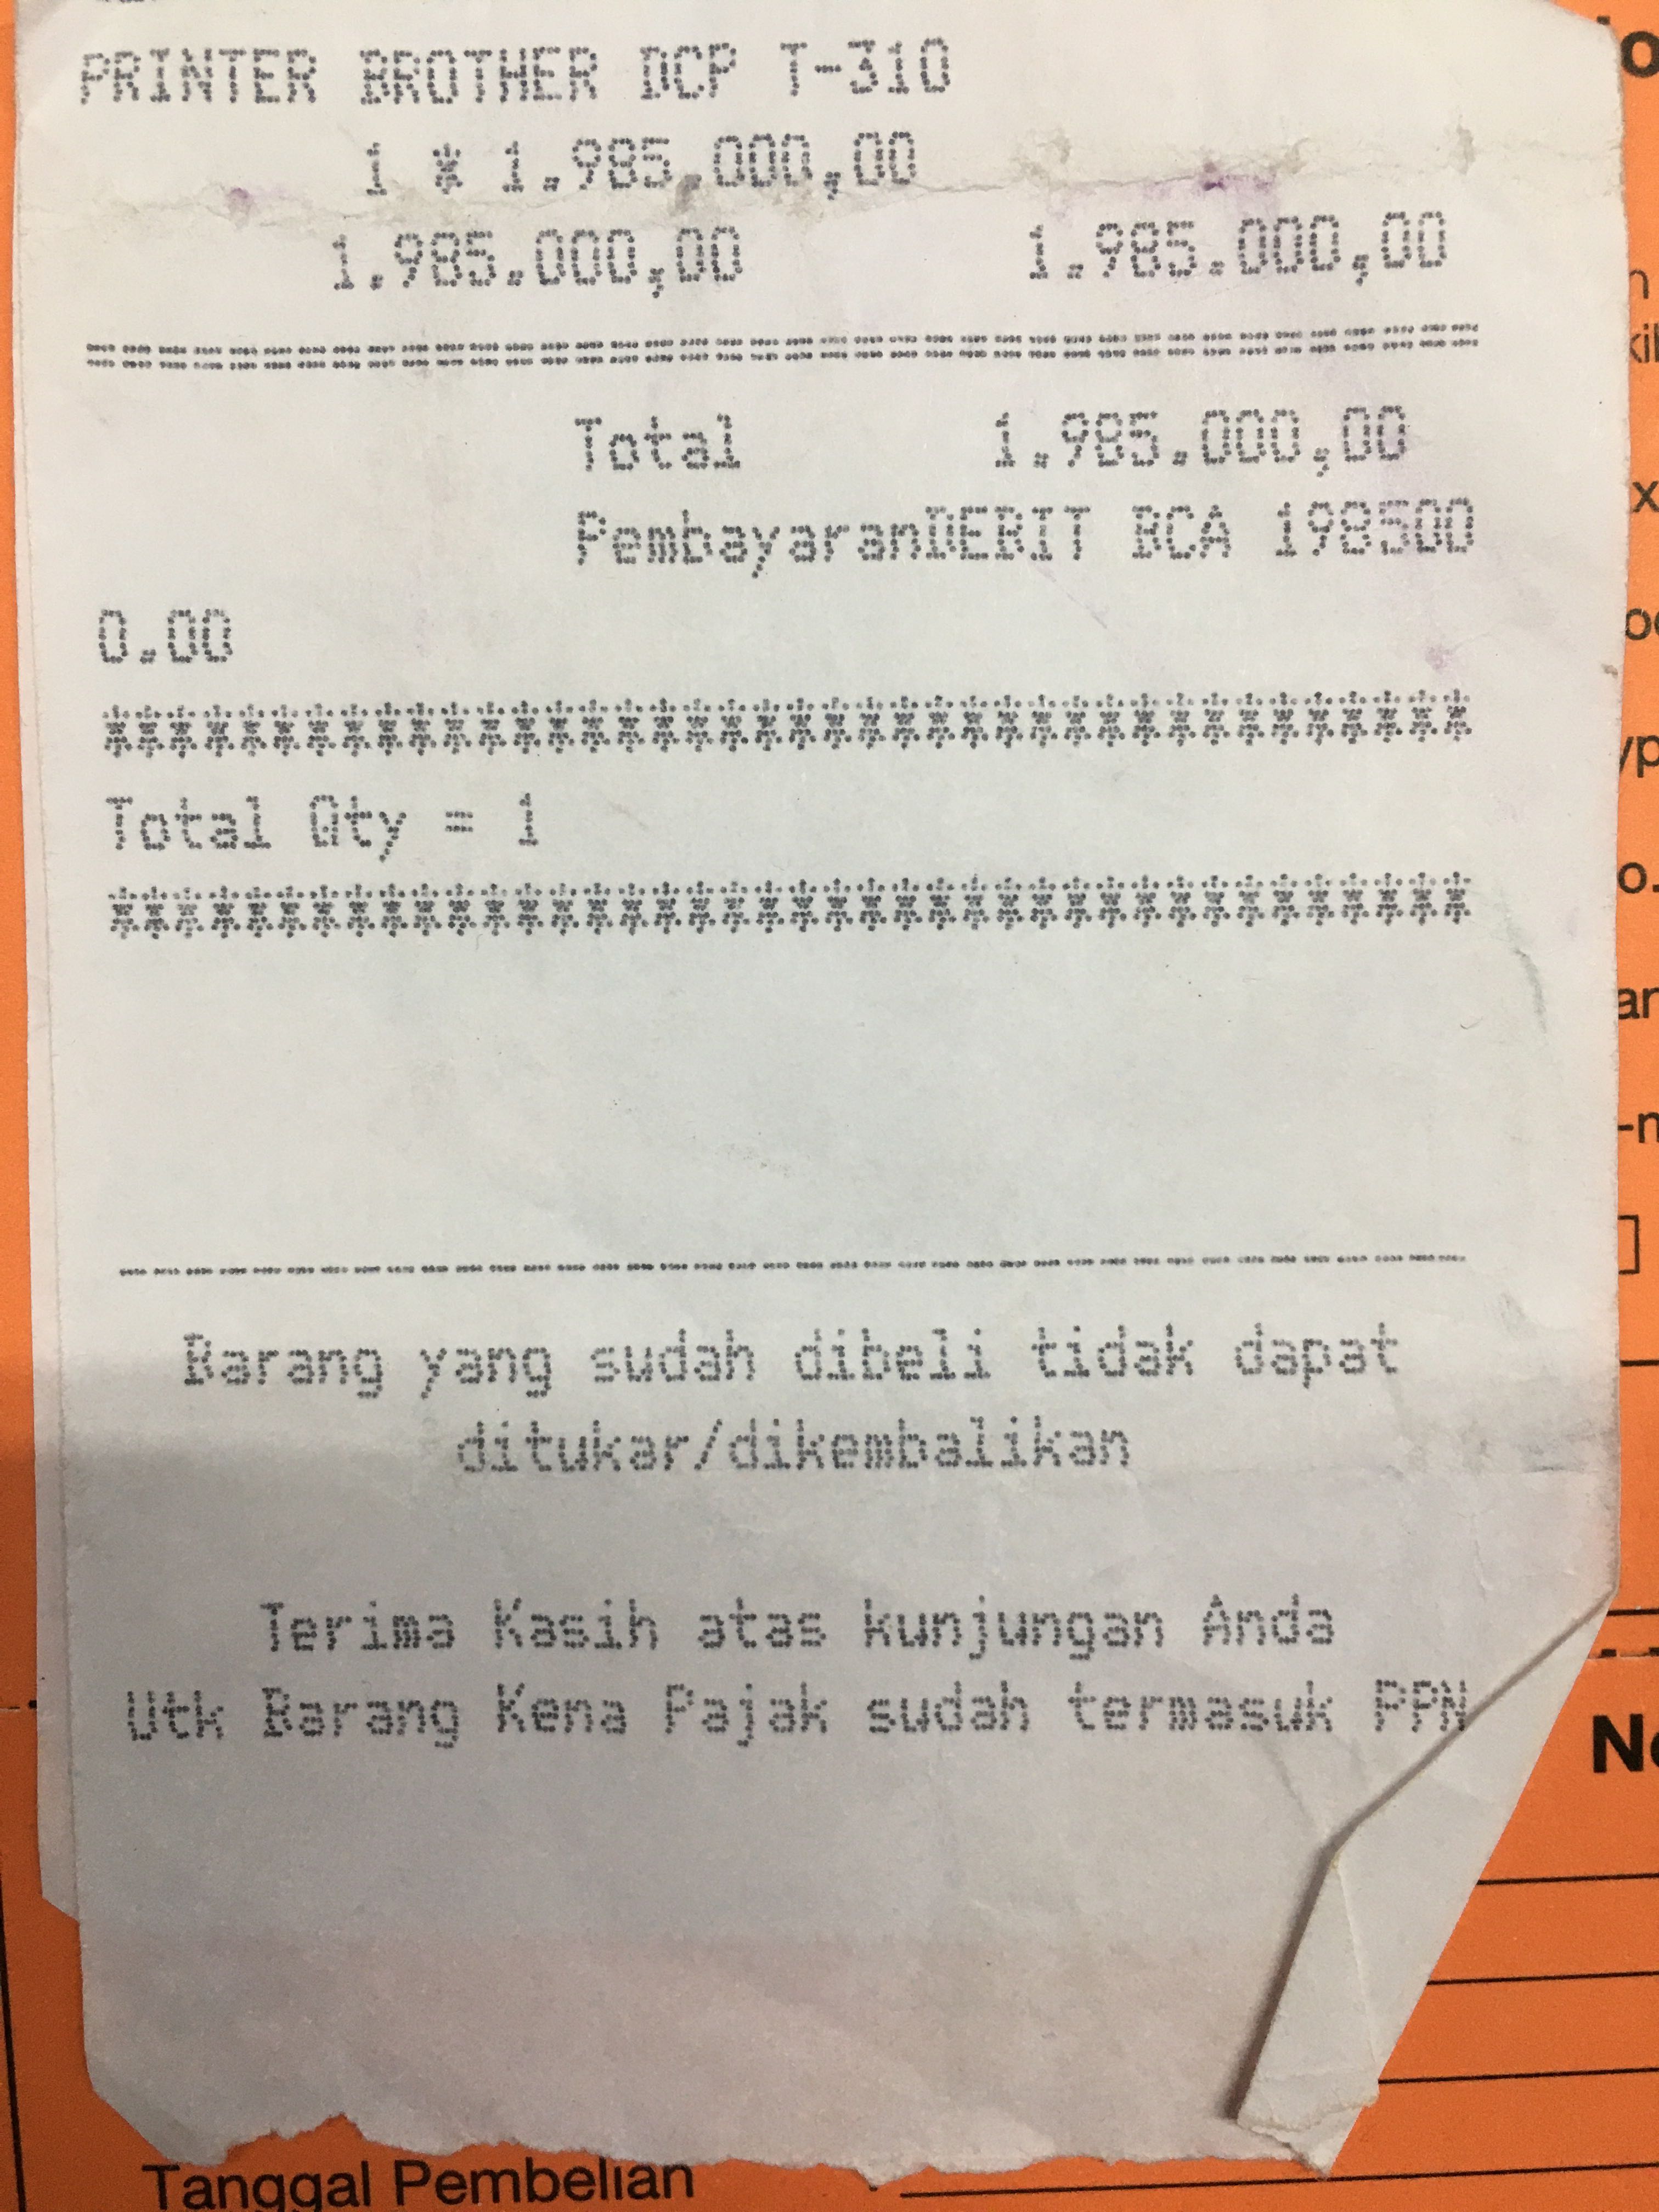 PRINTER BROTHER DCP T-310
1 * 1.985.000,00
1.985.000,00 1.985.000,00
========================================
Total 1.985.000,00
PembayaranDEBIT BCA 198500
0.00
****************************************
Total Qty = 1
****************************************
----------------------------------------
Barang yang sudah dibeli tidak dapat
ditukar/dikembalikan
Terima Kasih atas kunjungan Anda
Utk Barang Kena Pajak sudah termasuk PPN
Tanggal Pembelian